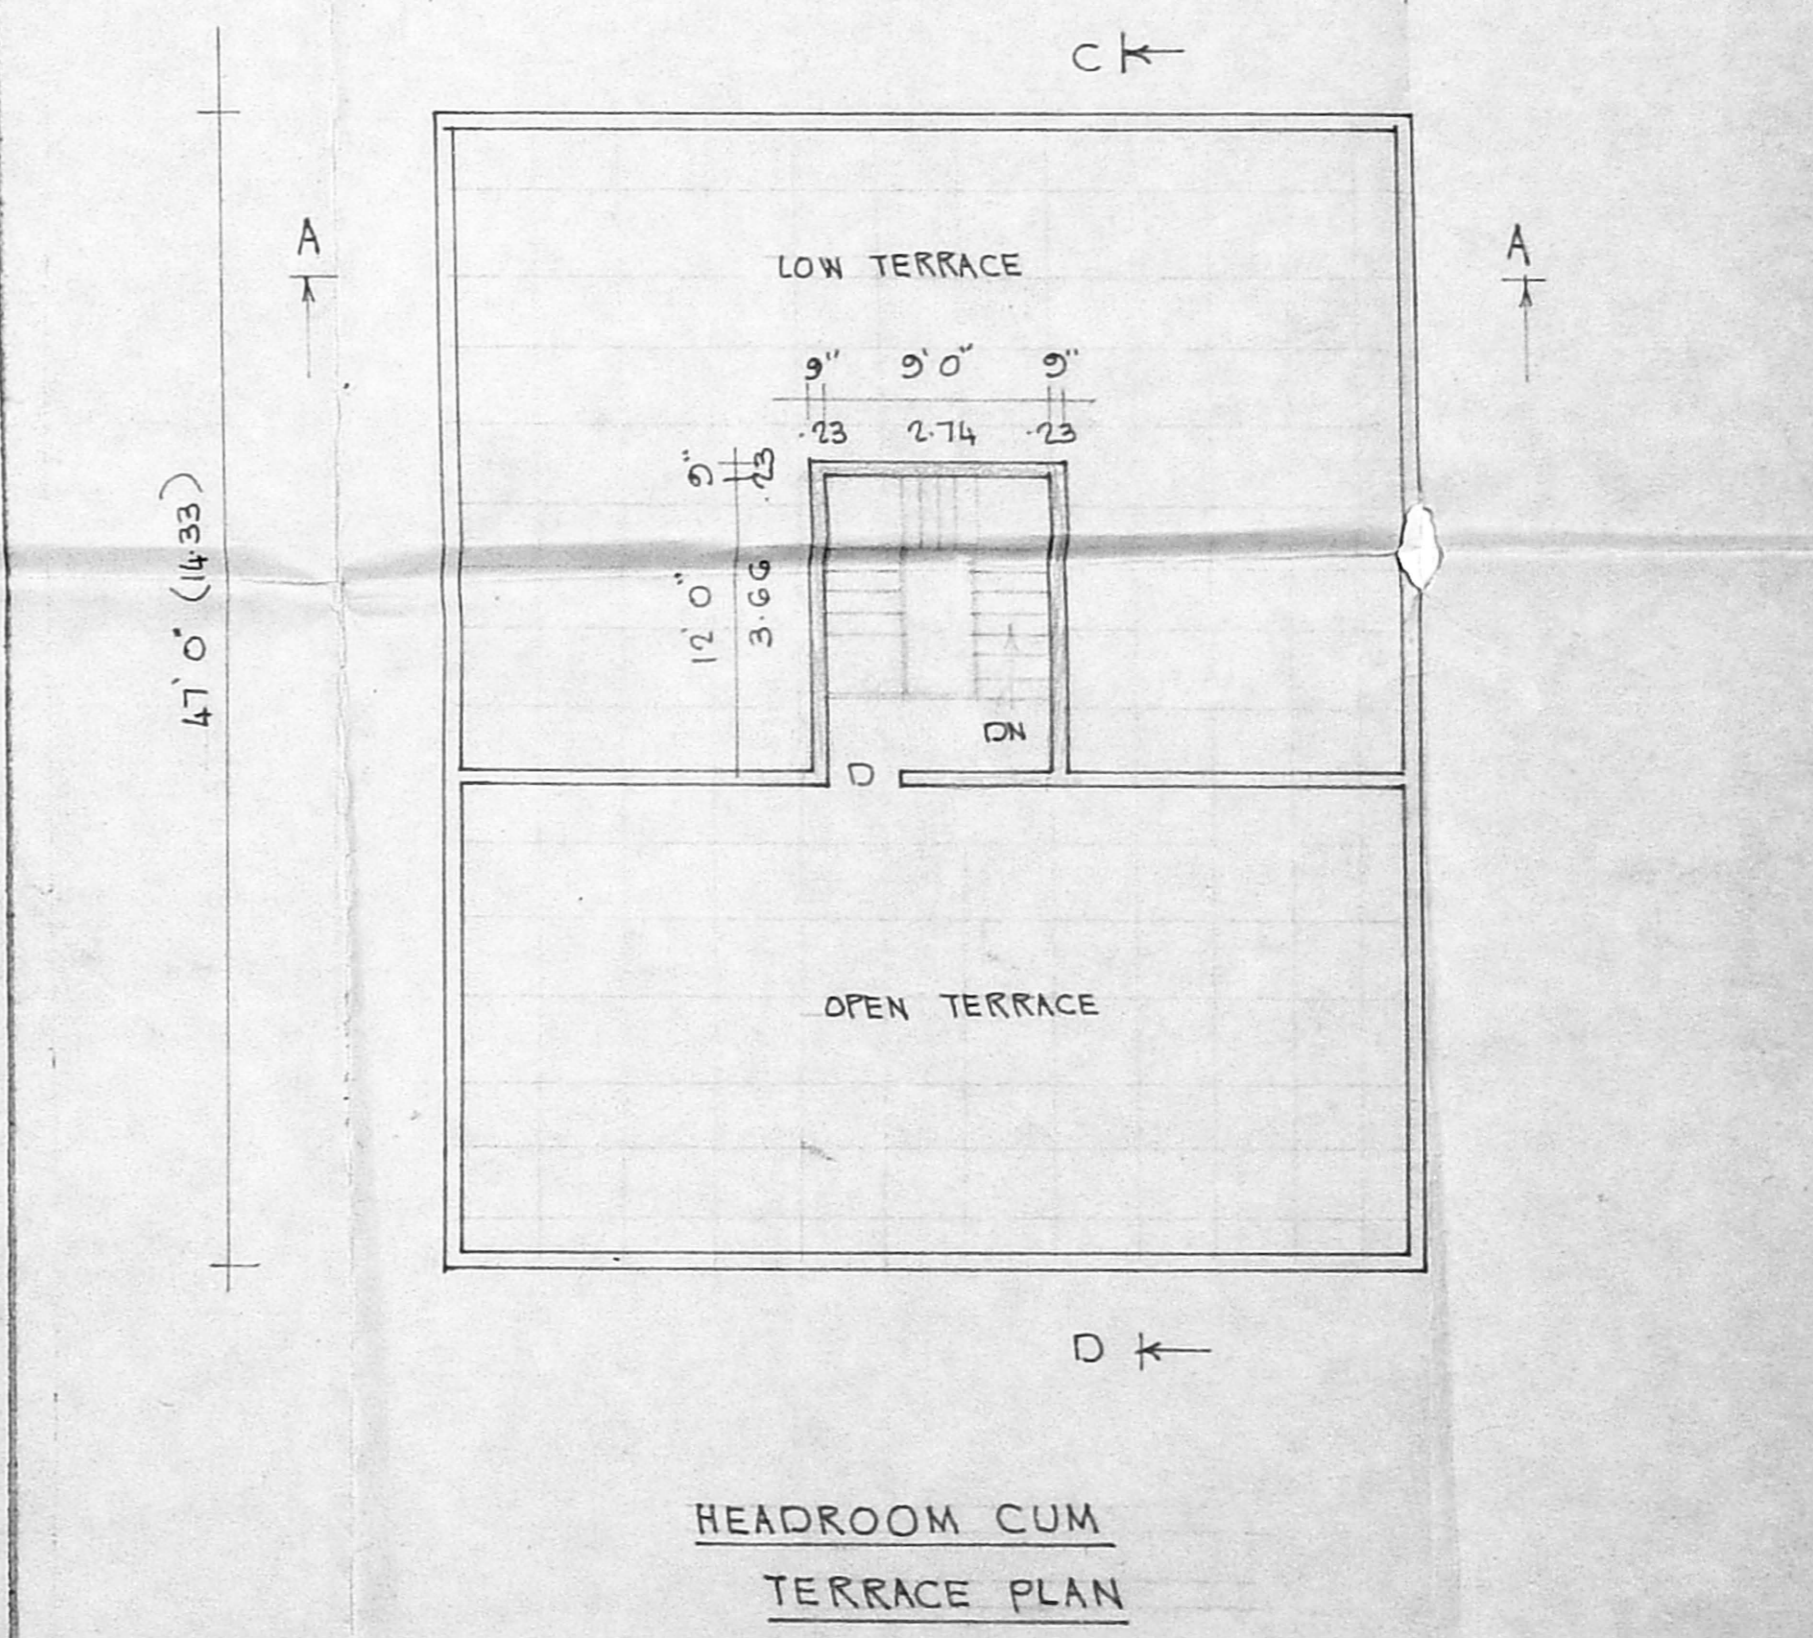 C
A
A
LOW TERRACE
9" 9' 0" 9"
.23 2.74 .23
9"
.23
47' 0" (14.33)
12' 0"
3.66
DN
D
OPEN TERRACE
D
HEADROOM CUM
TERRACE PLAN